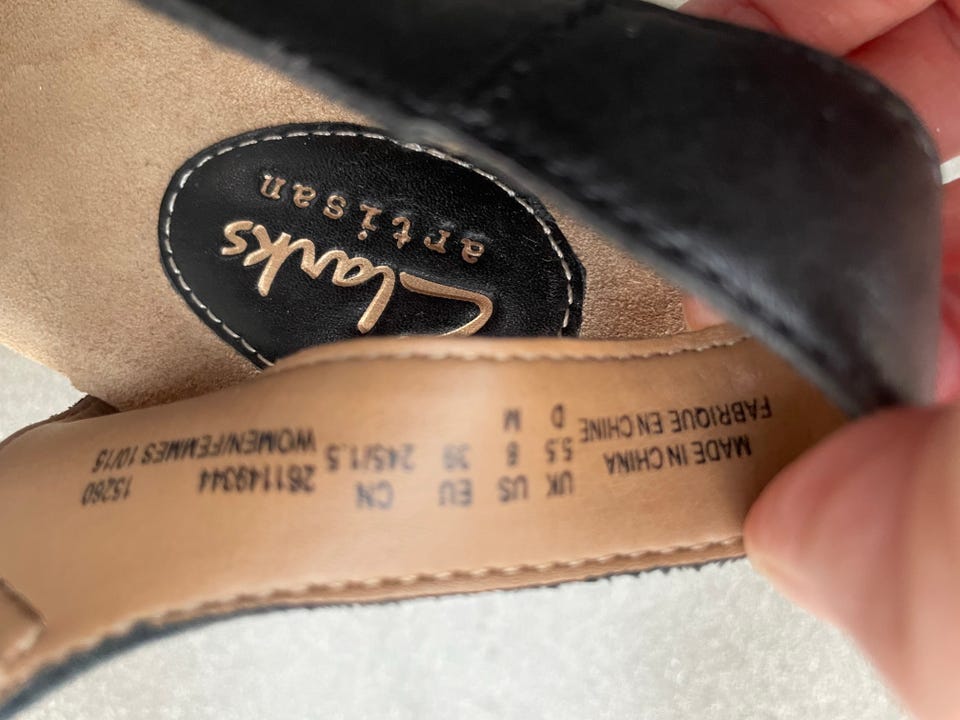 Clarks
artisan
MADE IN CHINA
FABRIQUE EN CHINE
UK US EU CN
5.5 8 39 245/1.5
D M
261149344 15260
WOMEN/FEMMES 10/15